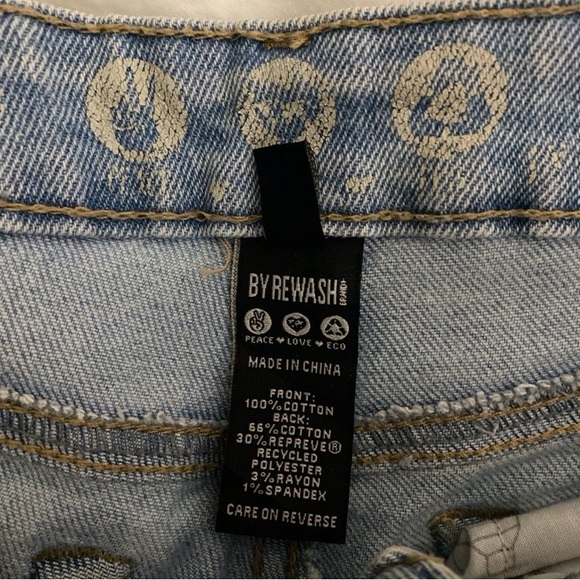 BY REWASH BRAND+
PEACE ♥ LOVE ♥ ECO
MADE IN CHINA
FRONT:
100% COTTON
BACK:
66% COTTON
30% REPREVE®
RECYCLED
POLYESTER
3% RAYON
1% SPANDEX
CARE ON REVERSE